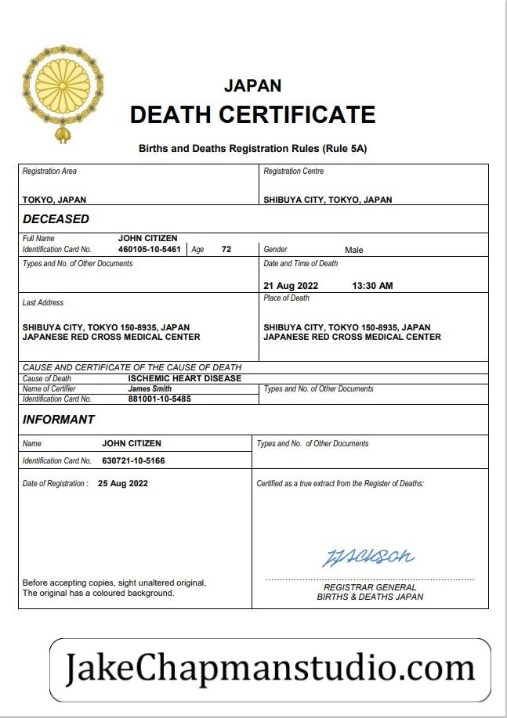 JAPAN
DEATH CERTIFICATE
Births and Deaths Registration Rules (Rule 5A)
Registration Area
Registration Centre
TOKYO, JAPAN
SHIBUYA CITY, TOKYO, JAPAN
DECEASED
Full Name JOHN CITIZEN
Identification Card No. 460105-10-5461 Age 72 Gender Male
Types and No. of Other Documents
Date and Time of Death
21 Aug 2022 13:30 AM
Last Address
Place of Death
SHIBUYA CITY, TOKYO 150-8935, JAPAN
JAPANESE RED CROSS MEDICAL CENTER
SHIBUYA CITY, TOKYO 150-8935, JAPAN
JAPANESE RED CROSS MEDICAL CENTER
CAUSE AND CERTIFICATE OF THE CAUSE OF DEATH
Cause of Death ISCHEMIC HEART DISEASE
Name of Certifier James Smith Types and No. of Other Documents
Identification Card No. 881001-10-5485
INFORMANT
Name JOHN CITIZEN Types and No. of Other Documents
Identification Card No. 630721-10-5166
Date of Registration : 25 Aug 2022 Certified as a true extract from the Register of Deaths:
Before accepting copies, sight unaltered original,
The original has a coloured background.
REGISTRAR GENERAL
BIRTHS & DEATHS JAPAN
JakeChapmanstudio.com